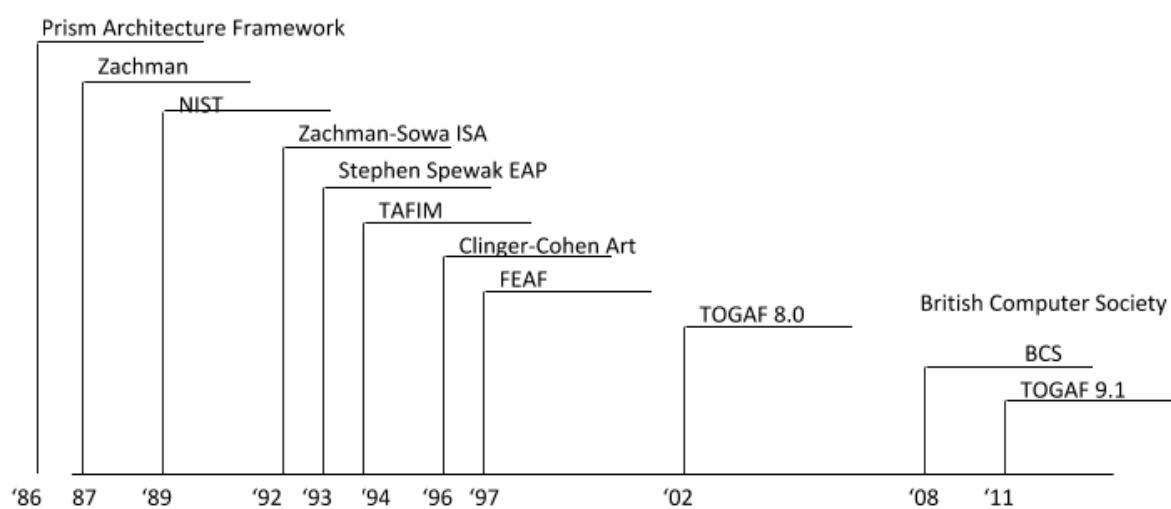 Prism Architecture Framework
Zachman
NIST
Zachman-Sowa ISA
Stephen Spewak EAP
TAFIM
Clinger-Cohen Art
FEAF
British Computer Society
TOGAF 8.0
BCS
TOGAF 9.1
‘86 87 ‘89 ‘92 ‘93 ‘94 ‘96 ‘97 ‘02 ‘08 ‘11